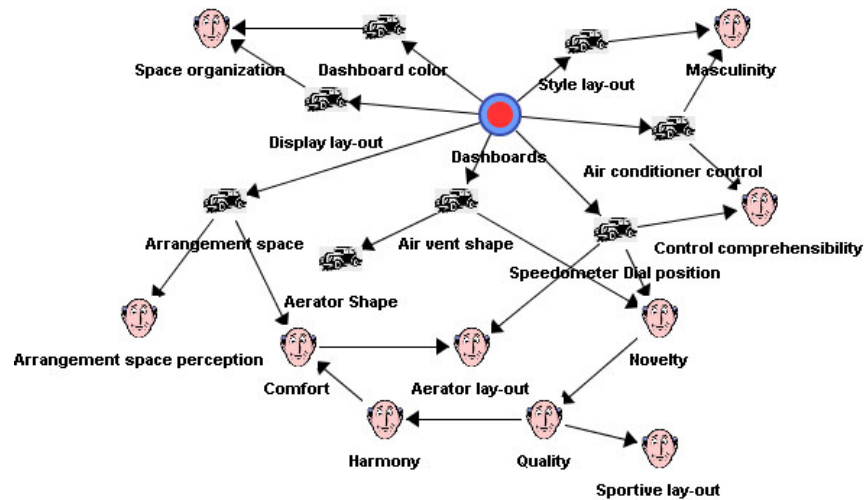 Space organization
Dashboard color
Style lay-out
Masculinity
Display lay-out
Dashboards
Air conditioner control
Arrangement space
Air vent shape
Control comprehensibility
Speedometer Dial position
Aerator Shape
Arrangement space perception
Comfort
Aerator lay-out
Novelty
Harmony
Quality
Sportive lay-out